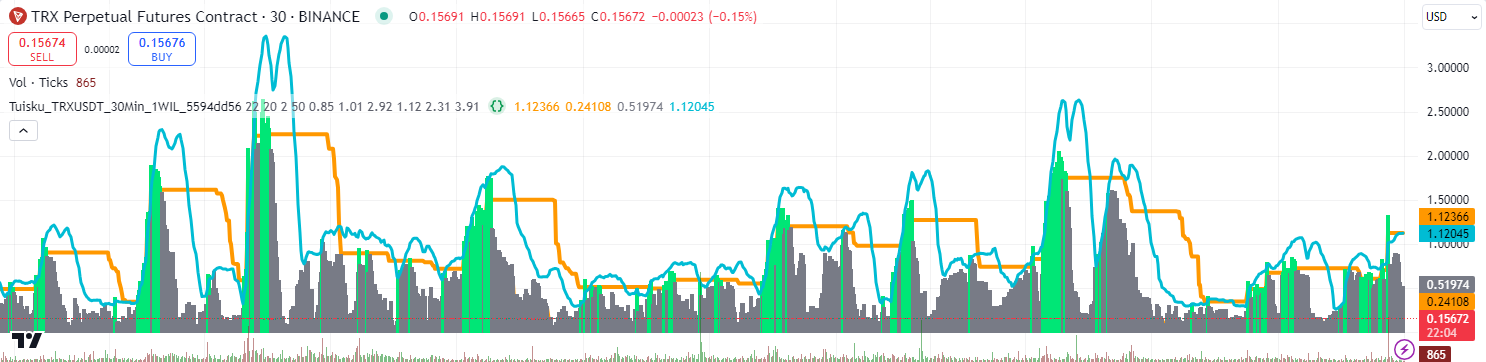 TRX Perpetual Futures Contract · 30 · BINANCE O0.15691 H0.15691 L0.15665 C0.15672 −0.00023 (−0.15%)
USD
0.15674
SELL
0.00002
0.15676
BUY
Vol · Ticks 865
Tuisku_TRXUSDT_30Min_1WIL_5594dd56 22 20 2 50 0.85 1.01 2.92 1.12 2.31 3.91 {} 1.12366 0.24108 0.51974 1.12045
3.00000
2.50000
2.00000
1.50000
1.12366
1.12045
1.00000
0.51974
0.24108
0.15672
22:04
865